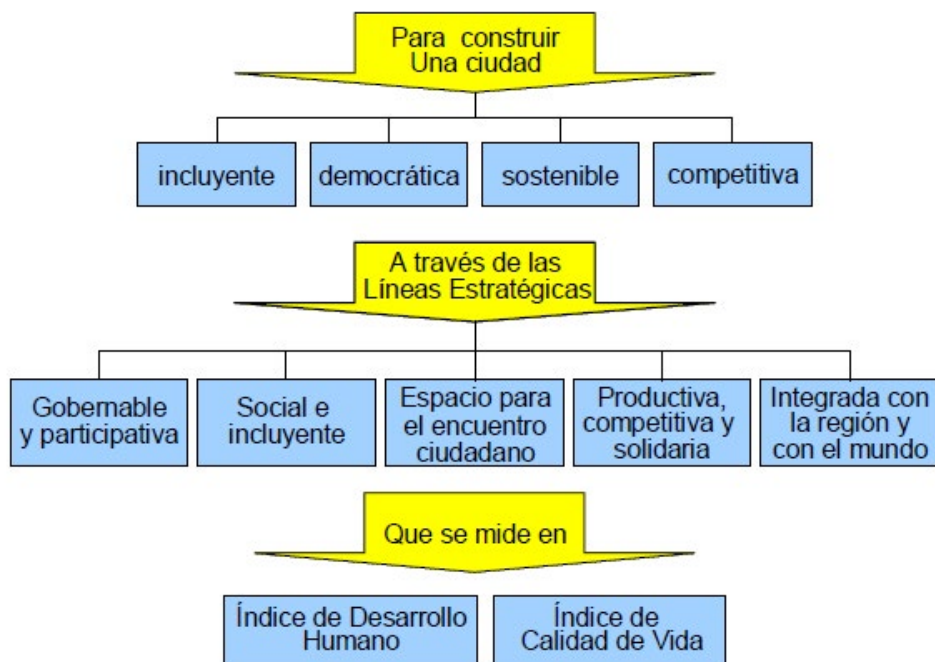 Para construir
Una ciudad
incluyente
democrática
sostenible
competitiva
A través de las
Líneas Estratégicas
Gobernable
y participativa
Social e
incluyente
Espacio para
el encuentro
ciudadano
Productiva,
competitiva y
solidaria
Integrada con
la región y
con el mundo
Que se mide en
Índice de Desarrollo
Humano
Índice de
Calidad de Vida